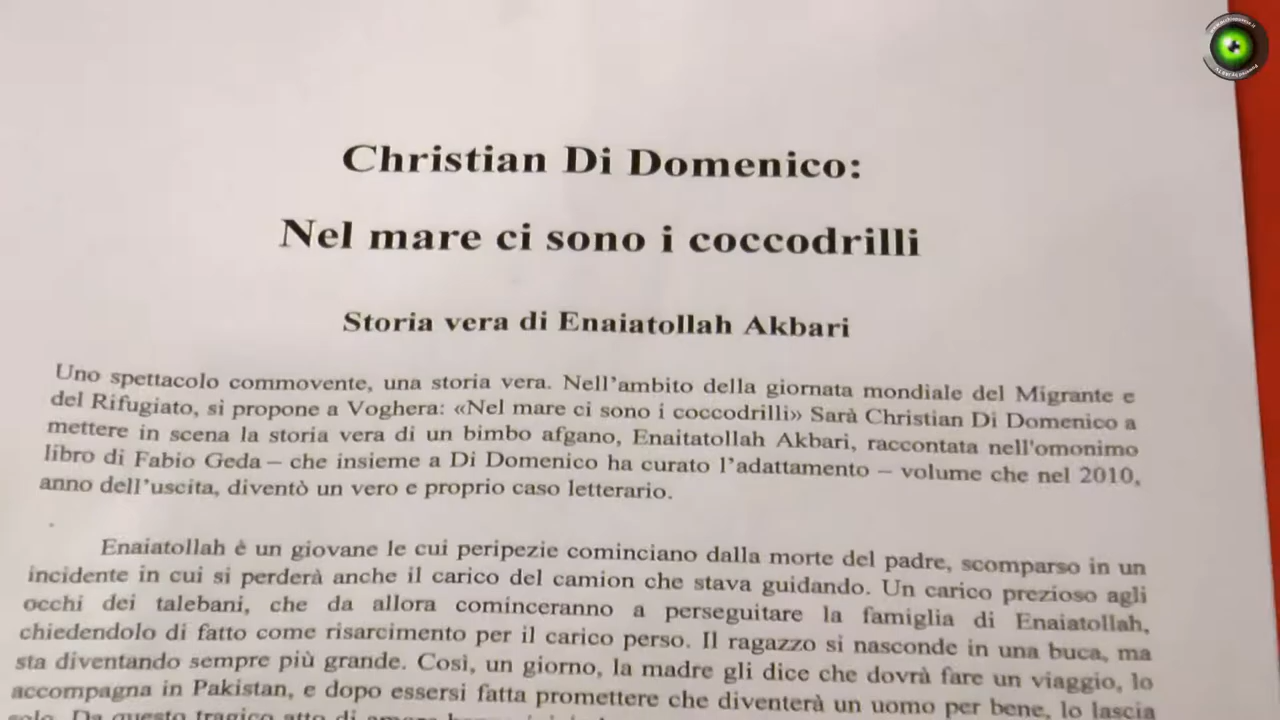 Christian Di Domenico:
Nel mare ci sono i coccodrilli
Storia vera di Enaiatollah Akbari
Uno spettacolo commovente, una storia vera. Nell'ambito della giornata mondiale del Migrante e
del Rifugiato, si propone a Voghera: «Nel mare ci sono i coccodrilli» Sarà Christian Di Domenico a
mettere in scena la storia vera di un bimbo afgano, Enaitatollah Akbari, raccontata nell'omonimo
libro di Fabio Geda – che insieme a Di Domenico ha curato l'adattamento – volume che nel 2010,
anno dell'uscita, diventò un vero e proprio caso letterario.
Enaiatollah è un giovane le cui peripezie cominciano dalla morte del padre, scomparso in un
incidente in cui si perderà anche il carico del camion che stava guidando. Un carico prezioso agli
occhi dei talebani, che da allora cominceranno a perseguitare la famiglia di Enaiatollah,
chiedendolo di fatto come risarcimento per il carico perso. Il ragazzo si nasconde in una buca, ma
sta diventando sempre più grande. Così, un giorno, la madre gli dice che dovrà fare un viaggio, lo
accompagna in Pakistan, e dopo essersi fatta promettere che diventerà un uomo per bene, lo lascia
solo. Da questo tragico atto di amore